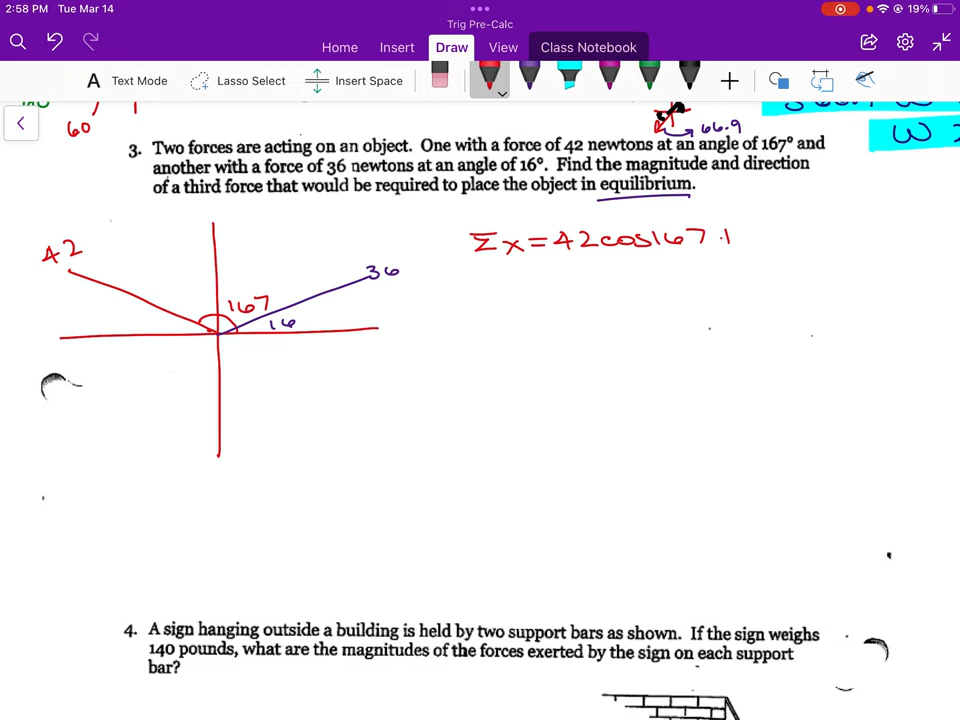 2:58 PM Tue Mar 14
19%
Trig Pre-Calc
Home Insert Draw View Class Notebook
Text Mode Lasso Select Insert Space
60
66.9
3. Two forces are acting on an object. One with a force of 42 newtons at an angle of 167° and
another with a force of 36 newtons at an angle of 16°. Find the magnitude and direction
of a third force that would be required to place the object in equilibrium.
Σx = 42cos167
42
36
167
16
4. A sign hanging outside a building is held by two support bars as shown. If the sign weighs
140 pounds, what are the magnitudes of the forces exerted by the sign on each support
bar?